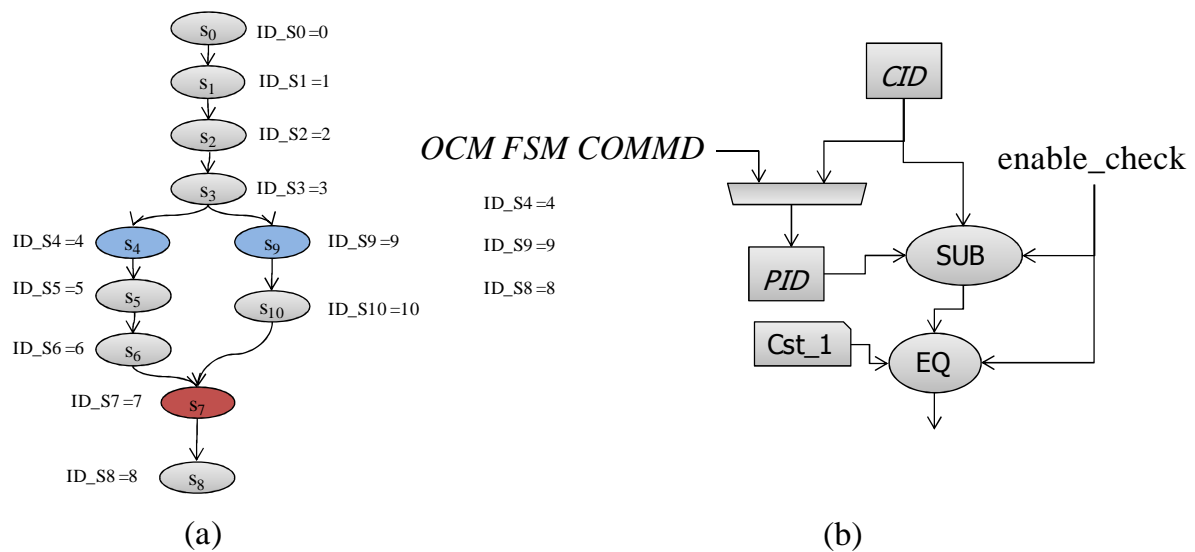 s0 ID_S0=0
s1 ID_S1 =1
s2 ID_S2=2
s3 ID_S3 =3
ID_S4 =4 s4 s9 ID_S9 =9
ID_S5 =5 s5
s10 ID_S10 =10
ID_S6 =6 s6
ID_S7 =7 s7
ID_S8 =8 s8
(a)
CID
OCM FSM COMMD
enable_check
ID_S4 =4
ID_S9 =9
ID_S8 =8
SUB
PID
Cst_1
EQ
(b)